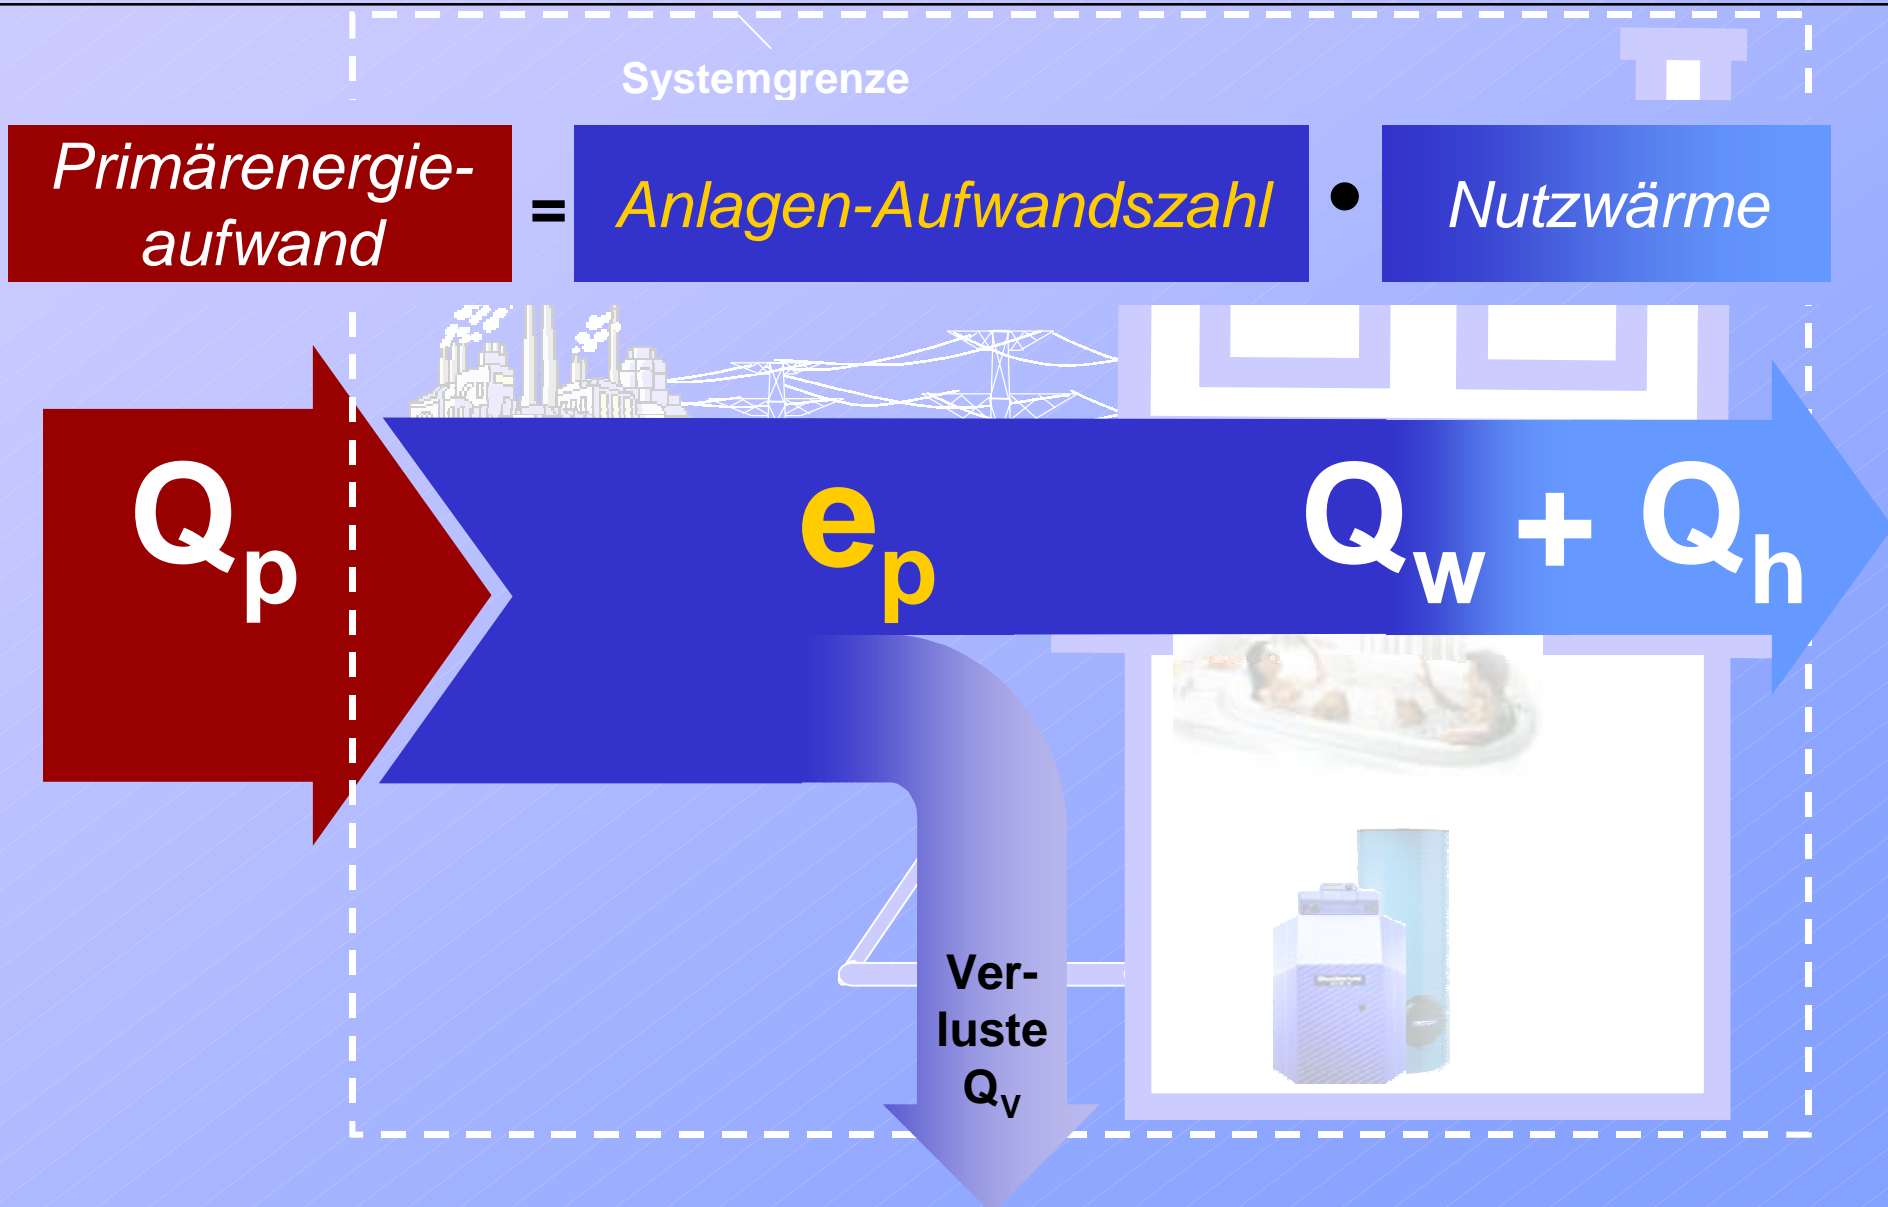 Systemgrenze
Primärenergie-
aufwand
=
Anlagen-Aufwandszahl
•
Nutzwärme
Qp
ep
Qw + Qh
Ver-
luste
QV